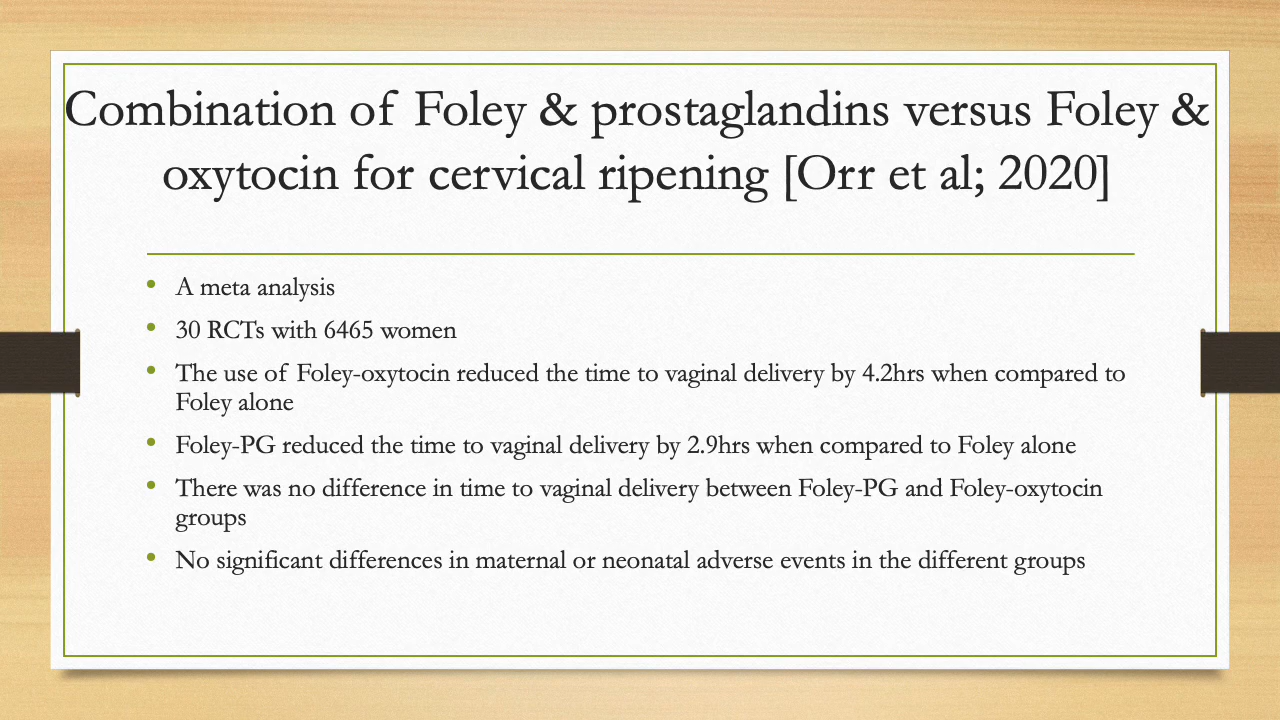 Combination of Foley & prostaglandins versus Foley &
oxytocin for cervical ripening [Orr et al; 2020]
• A meta analysis
• 30 RCTs with 6465 women
• The use of Foley-oxytocin reduced the time to vaginal delivery by 4.2hrs when compared to
Foley alone
• Foley-PG reduced the time to vaginal delivery by 2.9hrs when compared to Foley alone
• There was no difference in time to vaginal delivery between Foley-PG and Foley-oxytocin
groups
• No significant differences in maternal or neonatal adverse events in the different groups